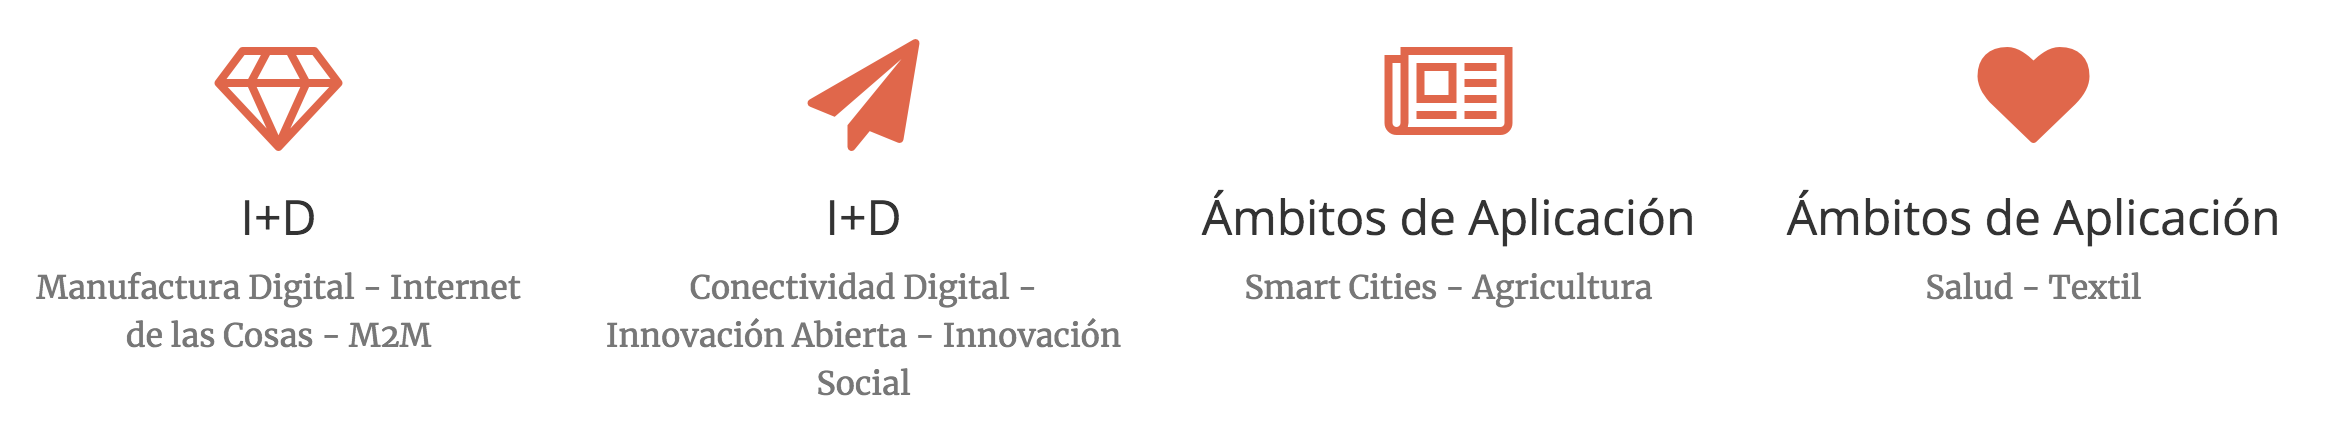 I+D
Manufactura Digital - Internet
de las Cosas - M2M
I+D
Conectividad Digital -
Innovación Abierta - Innovación
Social
Ámbitos de Aplicación
Smart Cities - Agricultura
Ámbitos de Aplicación
Salud - Textil